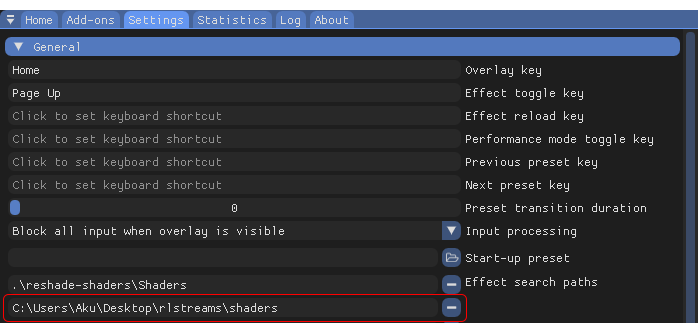 Home Add-ons Settings Statistics Log About
General
Home Overlay key
Page Up Effect toggle key
Click to set keyboard shortcut Effect reload key
Click to set keyboard shortcut Performance mode toggle key
Click to set keyboard shortcut Previous preset key
Click to set keyboard shortcut Next preset key
0 Preset transition duration
Block all input when overlay is visible Input processing
Start-up preset
.\reshade-shaders\Shaders Effect search paths
C:\Users\Aku\Desktop\rlstreams\shaders